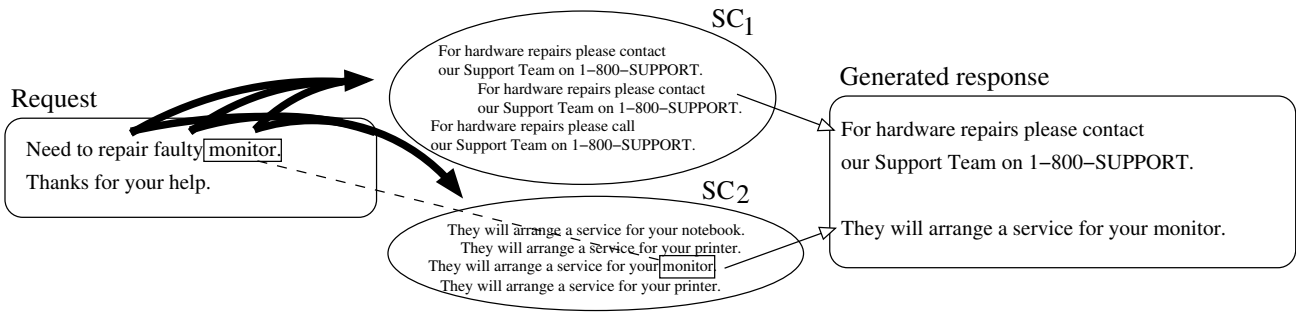 Request
Need to repair faulty monitor.
Thanks for your help.
SC1
For hardware repairs please contact
our Support Team on 1−800−SUPPORT.
For hardware repairs please contact
our Support Team on 1−800−SUPPORT.
For hardware repairs please call
our Support Team on 1−800−SUPPORT.
SC2
They will arrange a service for your notebook.
They will arrange a service for your printer.
They will arrange a service for your monitor.
They will arrange a service for your printer.
Generated response
For hardware repairs please contact
our Support Team on 1−800−SUPPORT.
They will arrange a service for your monitor.